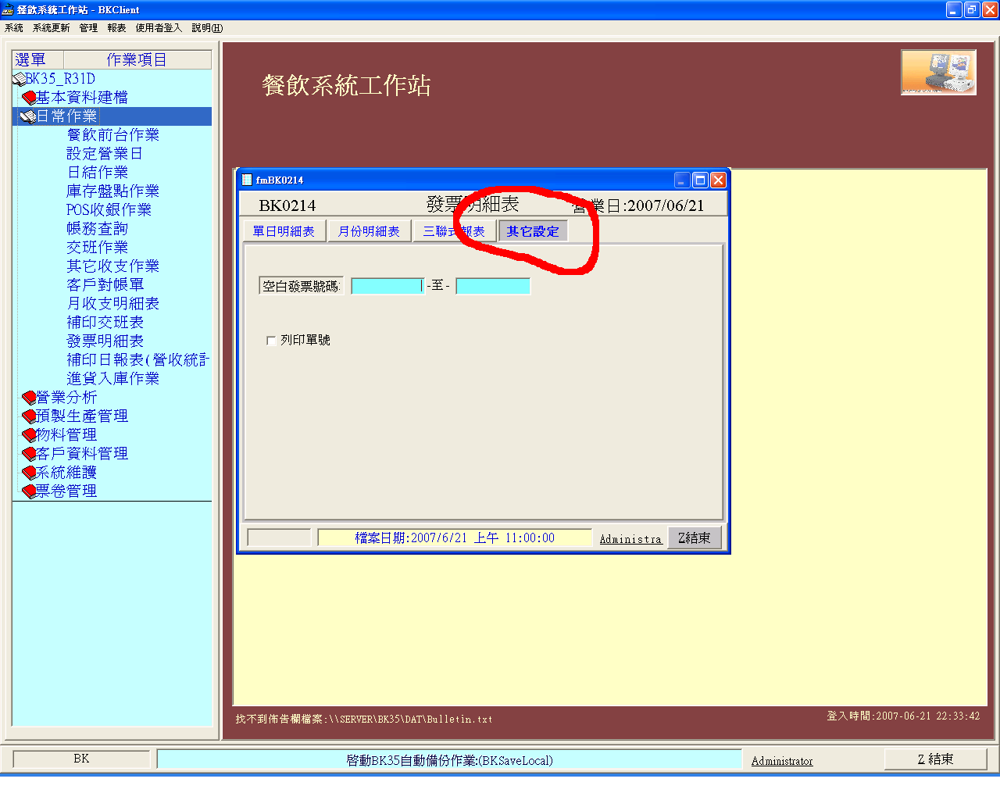 餐飲系統工作站 - BKClient
系統 系統更新 管理 報表 使用者登入 說明(H)
選單 作業項目
BK35_R31D
基本資料建檔
日常作業
餐飲前台作業
設定營業日
日結作業
庫存盤點作業
POS收銀作業
帳務查詢
交班作業
其它收支作業
客戶對帳單
月收支明細表
補印交班表
發票明細表
補印日報表(營收統計
進貨入庫作業
營業分析
預製生產管理
物料管理
客戶資料管理
系統維護
票卷管理
餐飲系統工作站
fmBK0214
BK0214 發票明細表 營業日:2007/06/21
單日明細表 月份明細表 三聯式報表 其它設定
空白發票號碼: -至-
列印單號
檔案日期:2007/6/21 上午 11:00:00 Administra Z結束
找不到佈告欄檔案:\\SERVER\BK35\DAT\Bulletin.txt 登入時間:2007-06-21 22:33:42
BK 啓動BK35自動備份作業:(BKSaveLocal) Administrator Z 結束